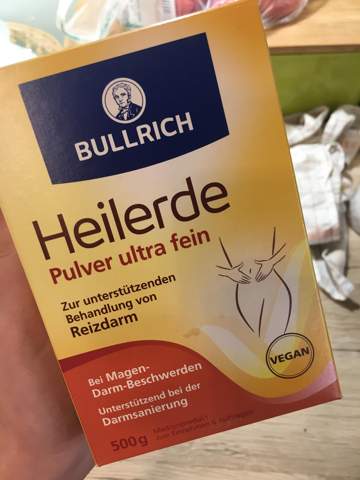 BULLRICH
Heilerde
Pulver ultra fein
Zur unterstützenden
Behandlung von
Reizdarm
VEGAN
Bei Magen-
Darm-Beschwerden
Unterstützend bei der
Darmsanierung
500g